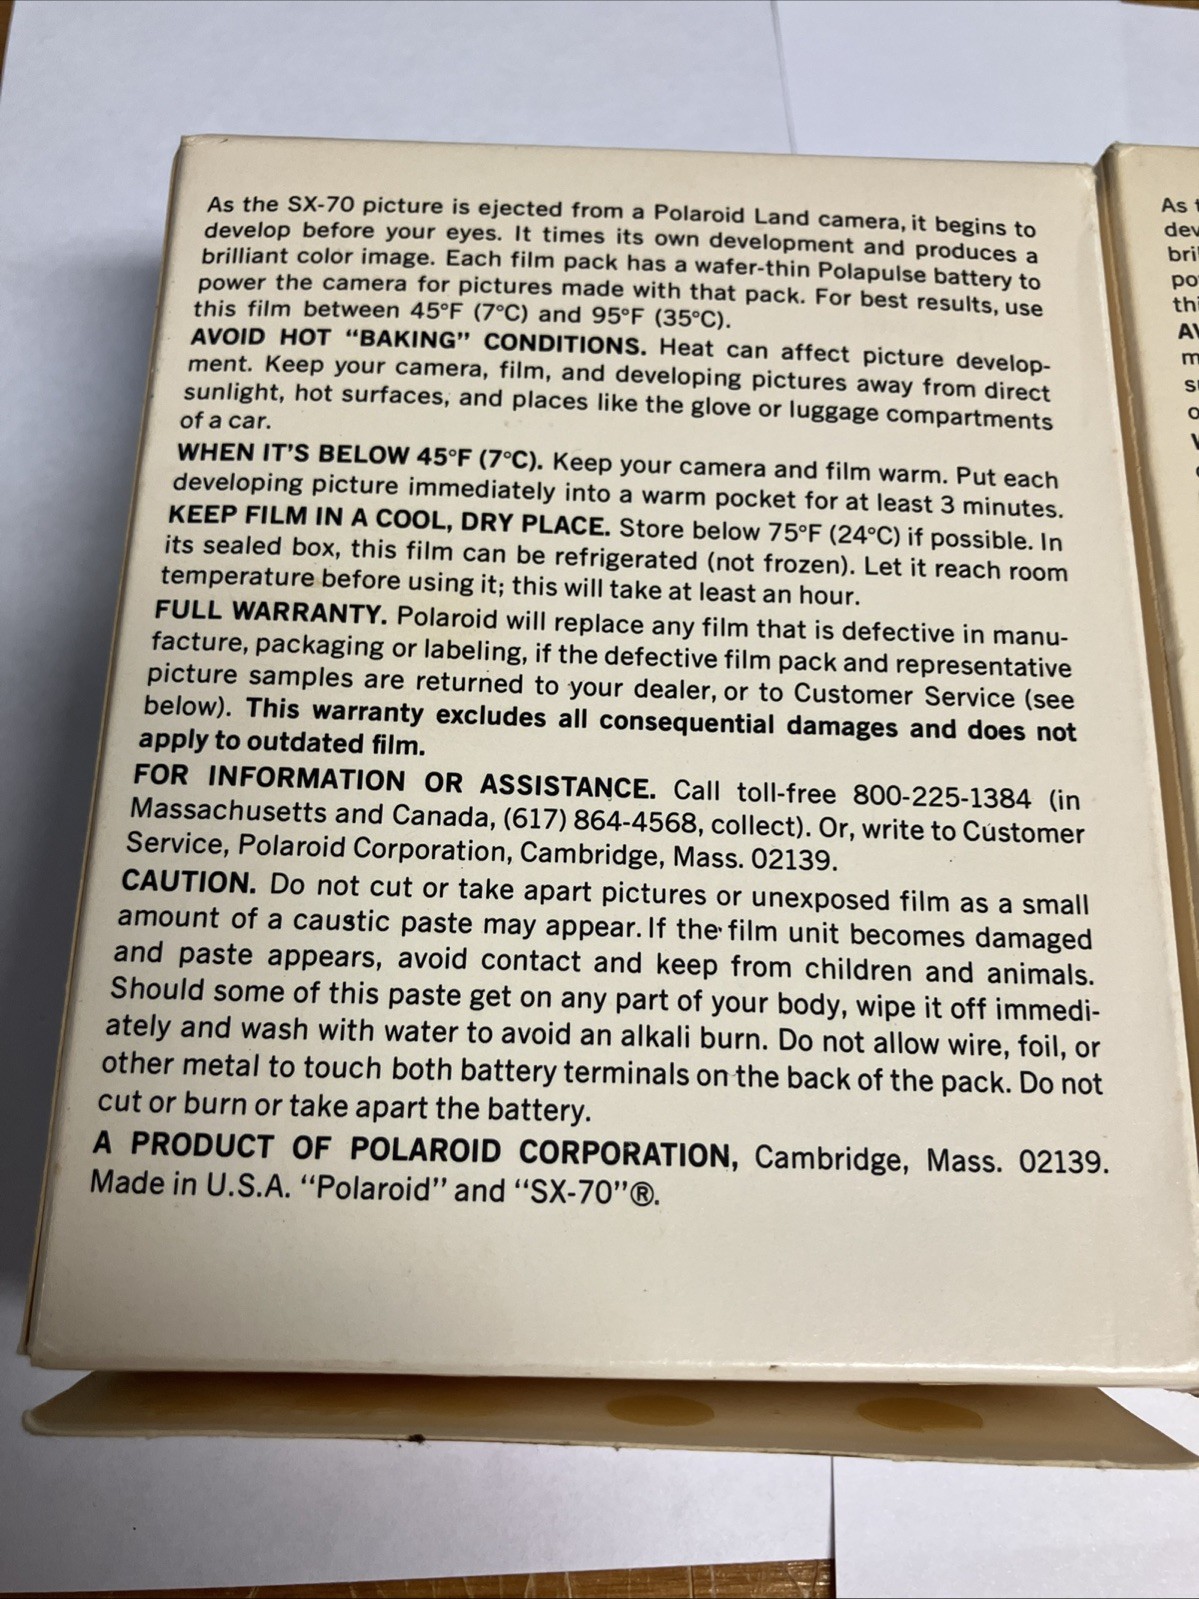 As the SX-70 picture is ejected from a Polaroid Land camera, it begins to
develop before your eyes. It times its own development and produces a
brilliant color image. Each film pack has a wafer-thin Polapulse battery to
power the camera for pictures made with that pack. For best results, use
this film between 45°F (7°C) and 95°F (35°C).
AVOID HOT “BAKING” CONDITIONS. Heat can affect picture develop-
ment. Keep your camera, film, and developing pictures away from direct
sunlight, hot surfaces, and places like the glove or luggage compartments
of a car.
WHEN IT'S BELOW 45°F (7°C). Keep your camera and film warm. Put each
developing picture immediately into a warm pocket for at least 3 minutes.
KEEP FILM IN A COOL, DRY PLACE. Store below 75°F (24°C) if possible. In
its sealed box, this film can be refrigerated (not frozen). Let it reach room
temperature before using it; this will take at least an hour.
FULL WARRANTY. Polaroid will replace any film that is defective in manu-
facture, packaging or labeling, if the defective film pack and representative
picture samples are returned to your dealer, or to Customer Service (see
below). This warranty excludes all consequential damages and does not
apply to outdated film.
FOR INFORMATION OR ASSISTANCE. Call toll-free 800-225-1384 (in
Massachusetts and Canada, (617) 864-4568, collect). Or, write to Customer
Service, Polaroid Corporation, Cambridge, Mass. 02139.
CAUTION. Do not cut or take apart pictures or unexposed film as a small
amount of a caustic paste may appear. If the film unit becomes damaged
and paste appears, avoid contact and keep from children and animals.
Should some of this paste get on any part of your body, wipe it off immedi-
ately and wash with water to avoid an alkali burn. Do not allow wire, foil, or
other metal to touch both battery terminals on the back of the pack. Do not
cut or burn or take apart the battery.
A PRODUCT OF POLAROID CORPORATION, Cambridge, Mass. 02139.
Made in U.S.A. “Polaroid” and “SX-70”®.
As